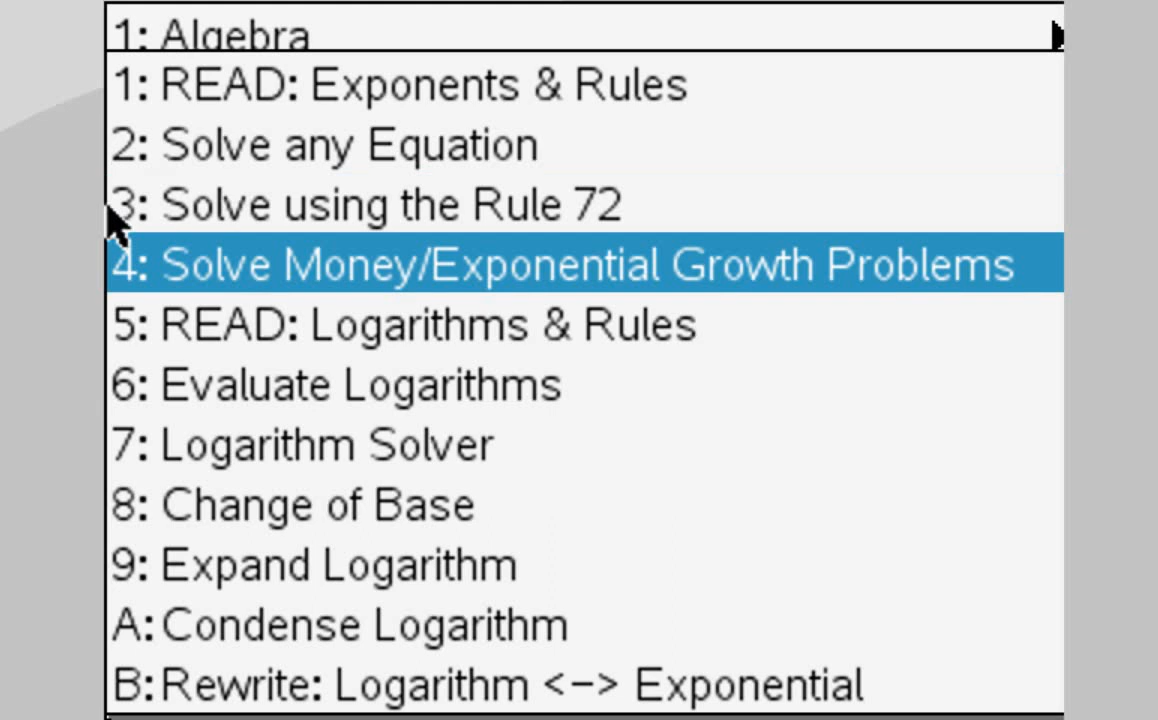 1: Algebra
1: READ: Exponents & Rules
2: Solve any Equation
3: Solve using the Rule 72
4: Solve Money/Exponential Growth Problems
5: READ: Logarithms & Rules
6: Evaluate Logarithms
7: Logarithm Solver
8: Change of Base
9: Expand Logarithm
A: Condense Logarithm
B: Rewrite: Logarithm <-> Exponential